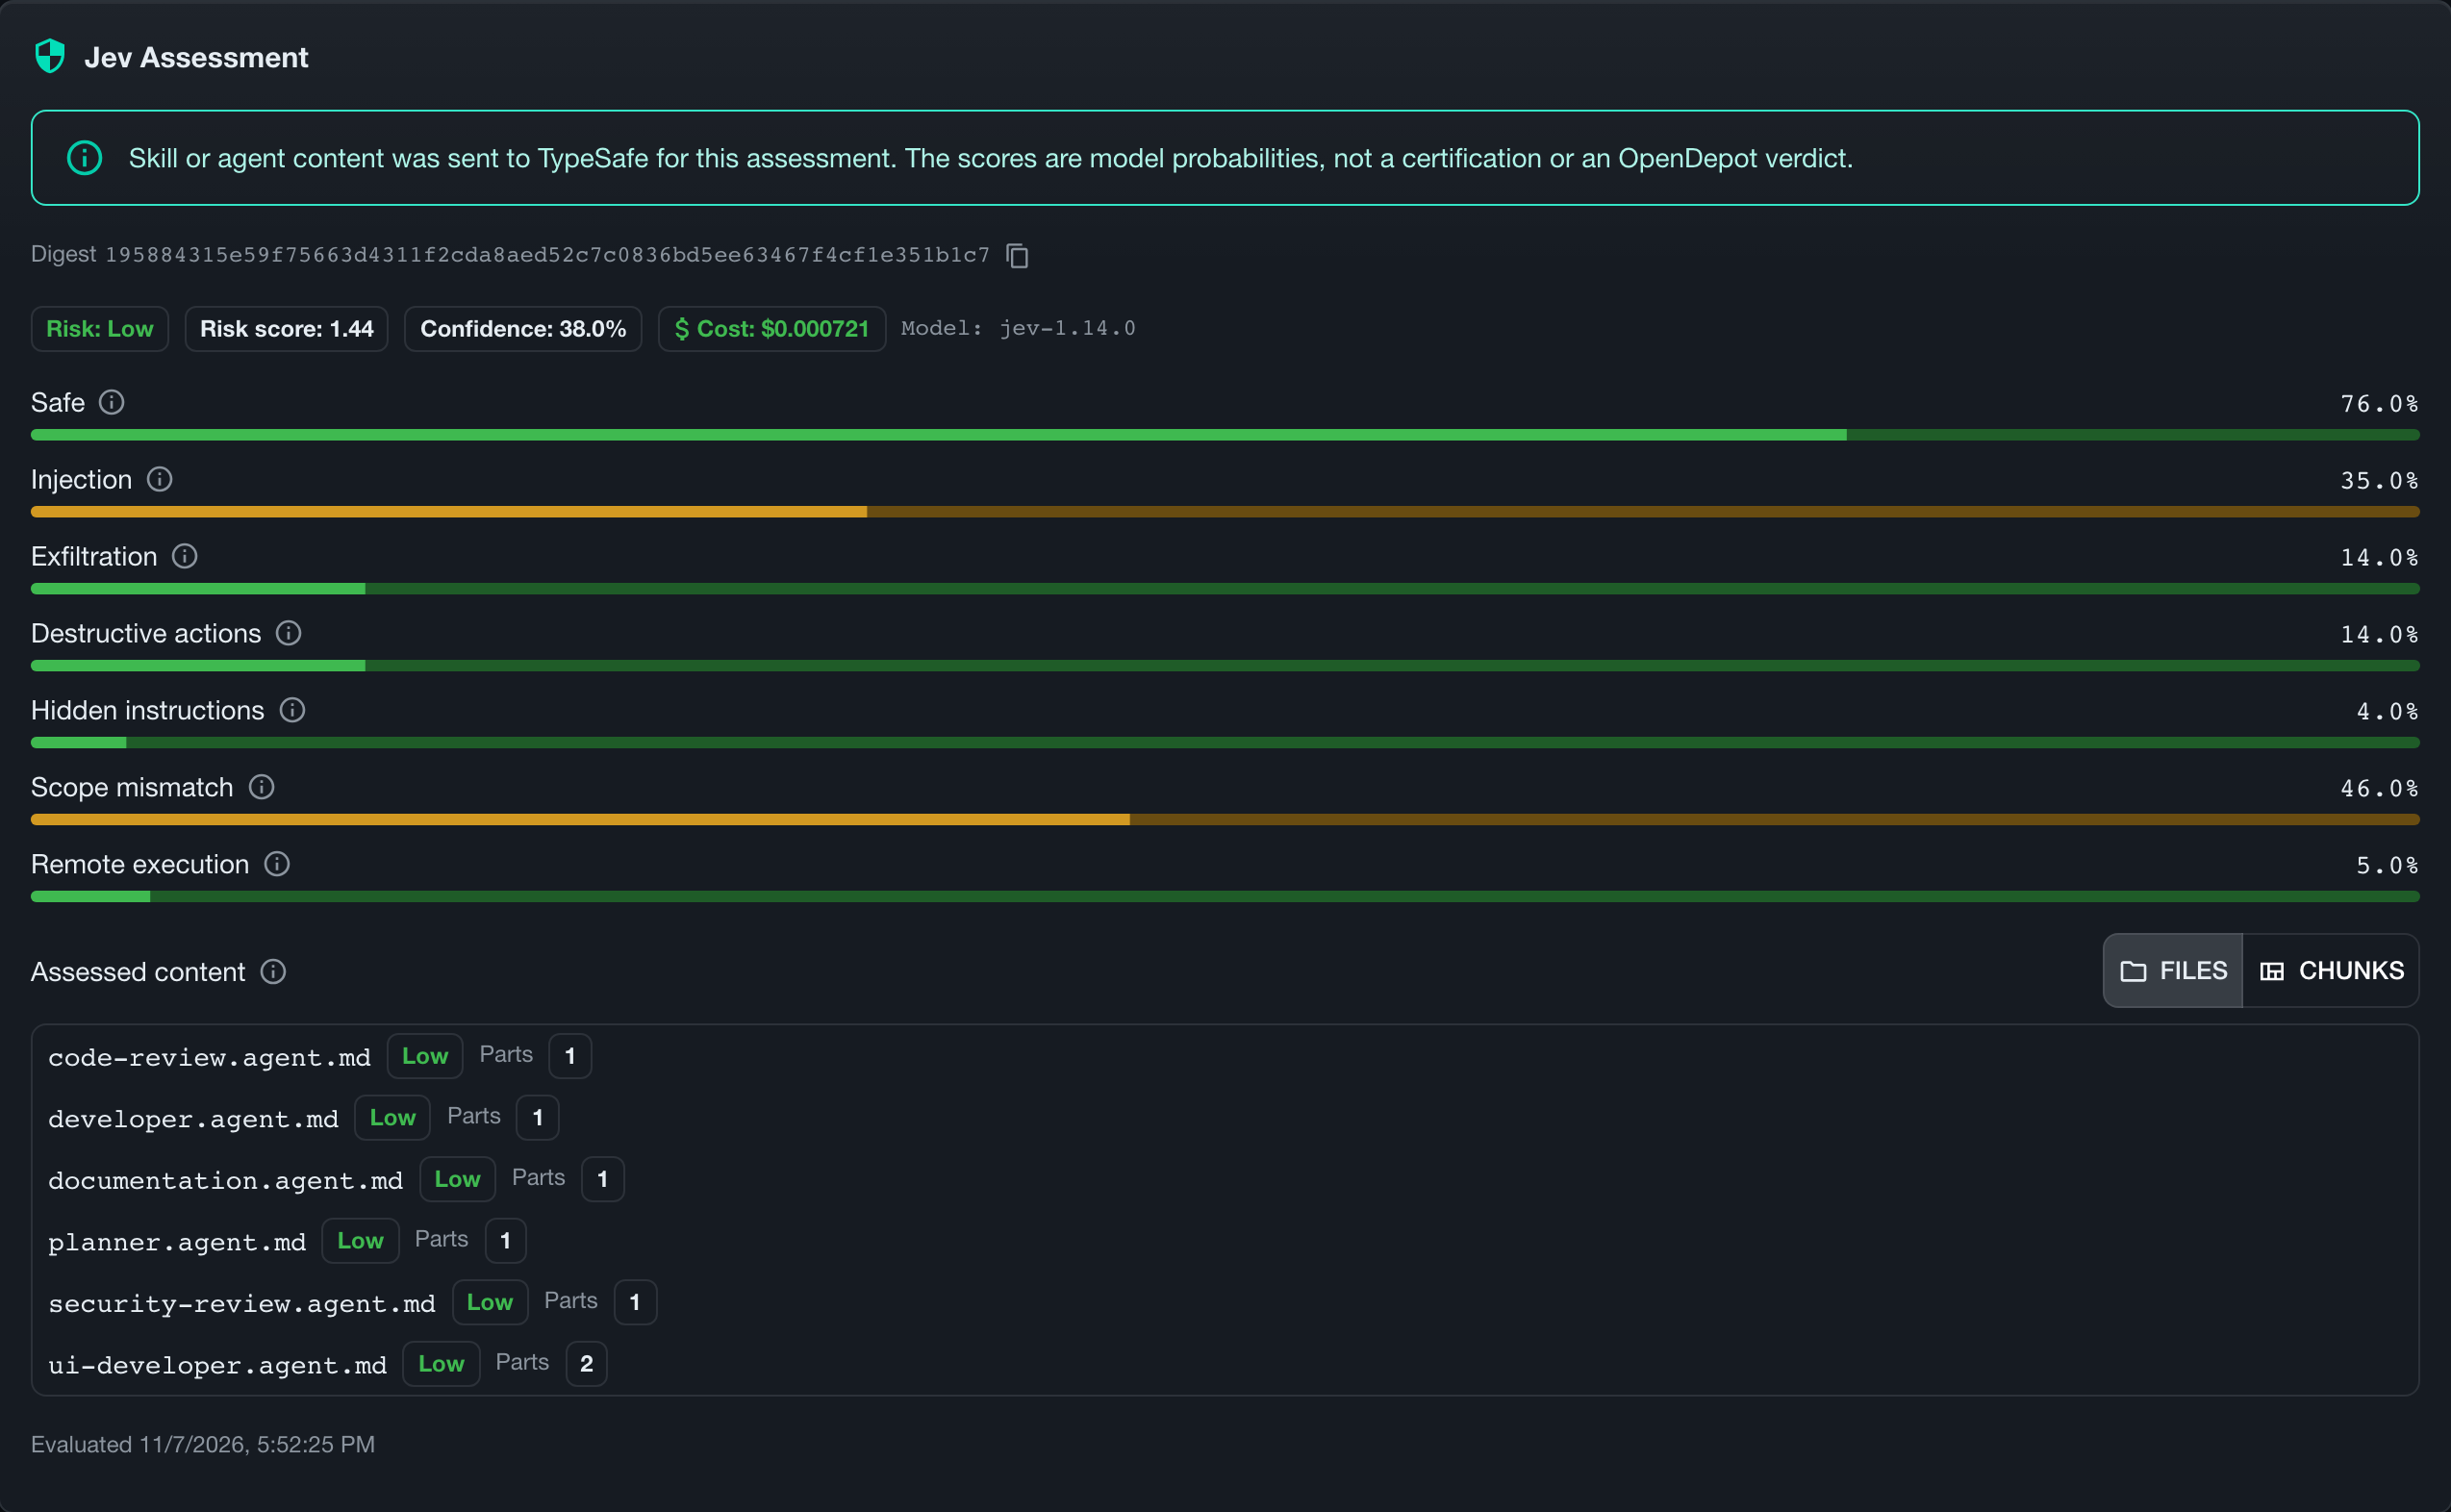 Jev Assessment
Skill or agent content was sent to TypeSafe for this assessment. The scores are model probabilities, not a certification or an OpenDepot verdict.
Digest 195884315e59f75663d4311f2cda8aed52c7c0836bd5ee63467f4cf1e351b1c7
Risk: Low Risk score: 1.44 Confidence: 38.0% $ Cost: $0.000721 Model: jev-1.14.0
Safe 76.0%
Injection 35.0%
Exfiltration 14.0%
Destructive actions 14.0%
Hidden instructions 4.0%
Scope mismatch 46.0%
Remote execution 5.0%
Assessed content FILES CHUNKS
code-review.agent.md Low Parts 1
developer.agent.md Low Parts 1
documentation.agent.md Low Parts 1
planner.agent.md Low Parts 1
security-review.agent.md Low Parts 1
ui-developer.agent.md Low Parts 2
Evaluated 11/7/2026, 5:52:25 PM